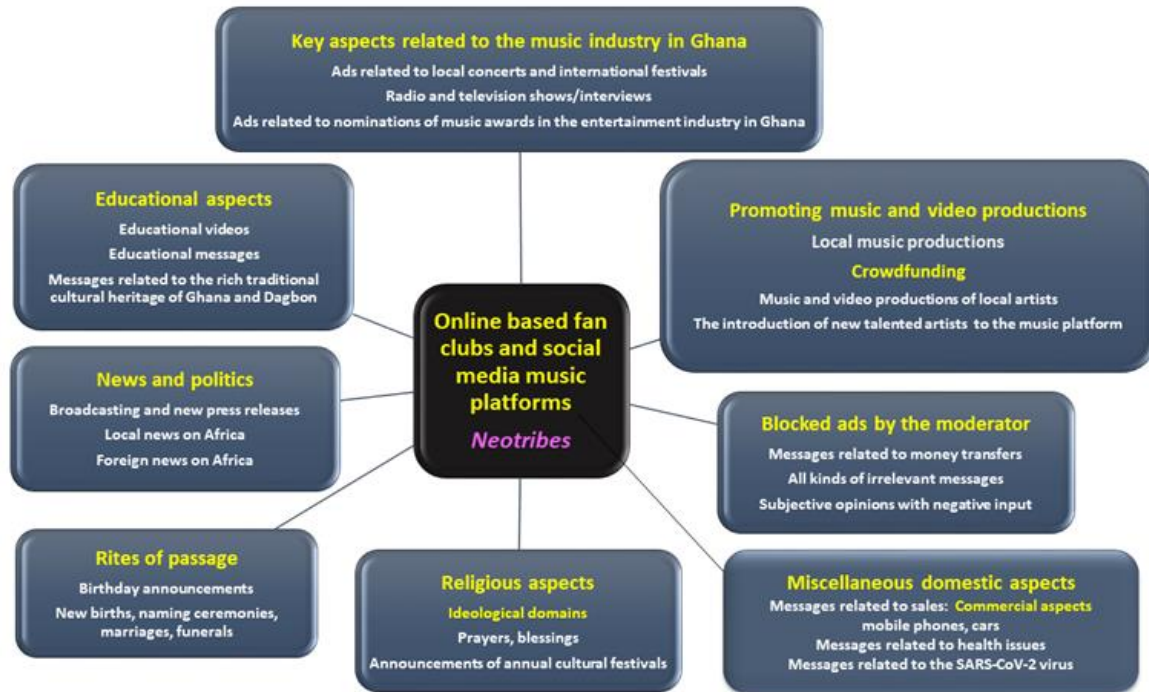 Key aspects related to the music industry in Ghana
Ads related to local concerts and international festivals
Radio and television shows/interviews
Ads related to nominations of music awards in the entertainment industry in Ghana
Educational aspects
Educational videos
Educational messages
Messages related to the rich traditional
cultural heritage of Ghana and Dagbon
Promoting music and video productions
Local music productions
Crowdfunding
Music and video productions of local artists
The introduction of new talented artists to the music platform
Online based fan
clubs and social
media music
platforms
Neotribes
News and politics
Broadcasting and new press releases
Local news on Africa
Foreign news on Africa
Blocked ads by the moderator
Messages related to money transfers
All kinds of irrelevant messages
Subjective opinions with negative input
Rites of passage
Birthday announcements
New births, naming ceremonies,
marriages, funerals
Religious aspects
Ideological domains
Prayers, blessings
Announcements of annual cultural festivals
Miscellaneous domestic aspects
Messages related to sales: Commercial aspects
mobile phones, cars
Messages related to health issues
Messages related to the SARS-CoV-2 virus